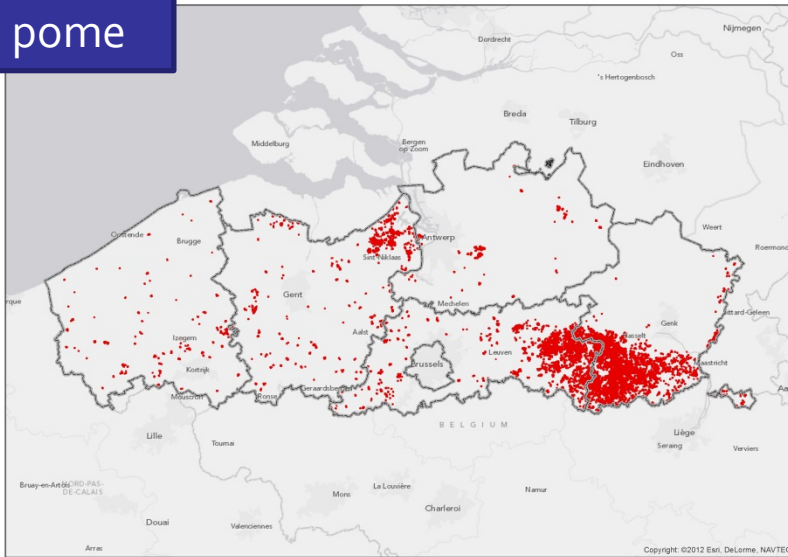 pome
Nijmegen
Dordrecht
Oss
's Hertogenbosch
Breda
Tilburg
Middelburg
Bergen
op Zoom
Eindhoven
Weert
Oostende
Brugge
Antwerp
Sint-Niklaas
Roermond
Gent
Mechelen
rque
Genk
sittard-Geleen
Izegem
Aalst
Hasselt
Leuven
Brussels
Maastricht
Kortrijk
Geraardsbergen
Aa
Mouscron
Ronse
BELGIUM
Lille
Liège
Tournai
Seraing
Verviers
Bruay-en-Artois
NORD-PAS-
DE-CALAIS
La Louvière
Namur
Mons
Charleroi
Douai
Valenciennes
Arras
Copyright: ©2012 Esri, DeLorme, NAVTEQ